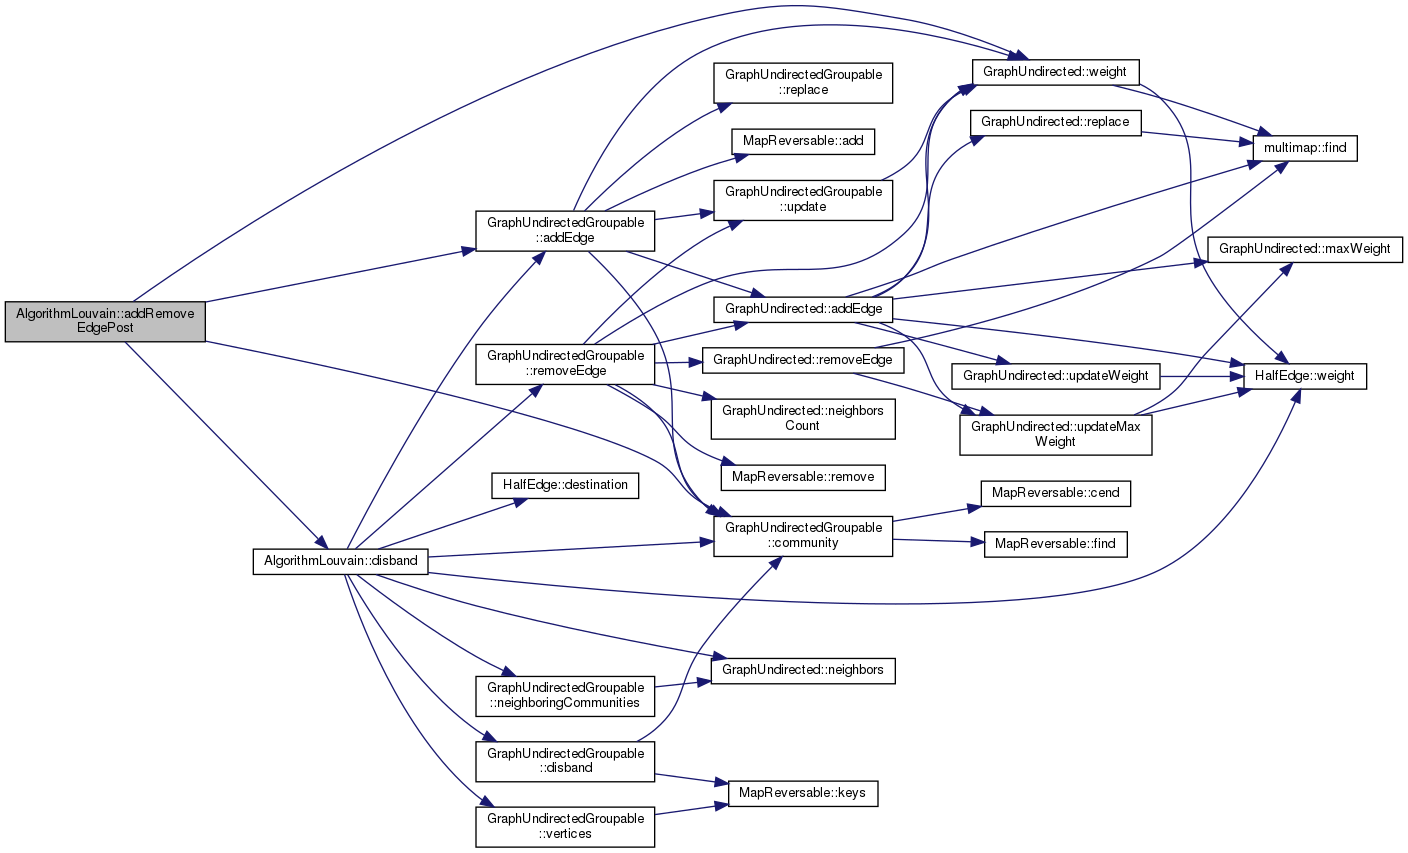 AlgorithmLouvain::addRemove
EdgePost
GraphUndirectedGroupable
::addEdge
GraphUndirectedGroupable
::removeEdge
HalfEdge::destination
AlgorithmLouvain::disband
GraphUndirectedGroupable
::neighboringCommunities
GraphUndirectedGroupable
::disband
GraphUndirectedGroupable
::vertices
GraphUndirectedGroupable
::replace
MapReversable::add
GraphUndirectedGroupable
::update
GraphUndirected::addEdge
GraphUndirected::removeEdge
GraphUndirected::neighbors
Count
MapReversable::remove
GraphUndirectedGroupable
::community
GraphUndirected::neighbors
MapReversable::keys
GraphUndirected::weight
GraphUndirected::replace
GraphUndirected::updateWeight
GraphUndirected::updateMax
Weight
MapReversable::cend
MapReversable::find
multimap::find
GraphUndirected::maxWeight
HalfEdge::weight